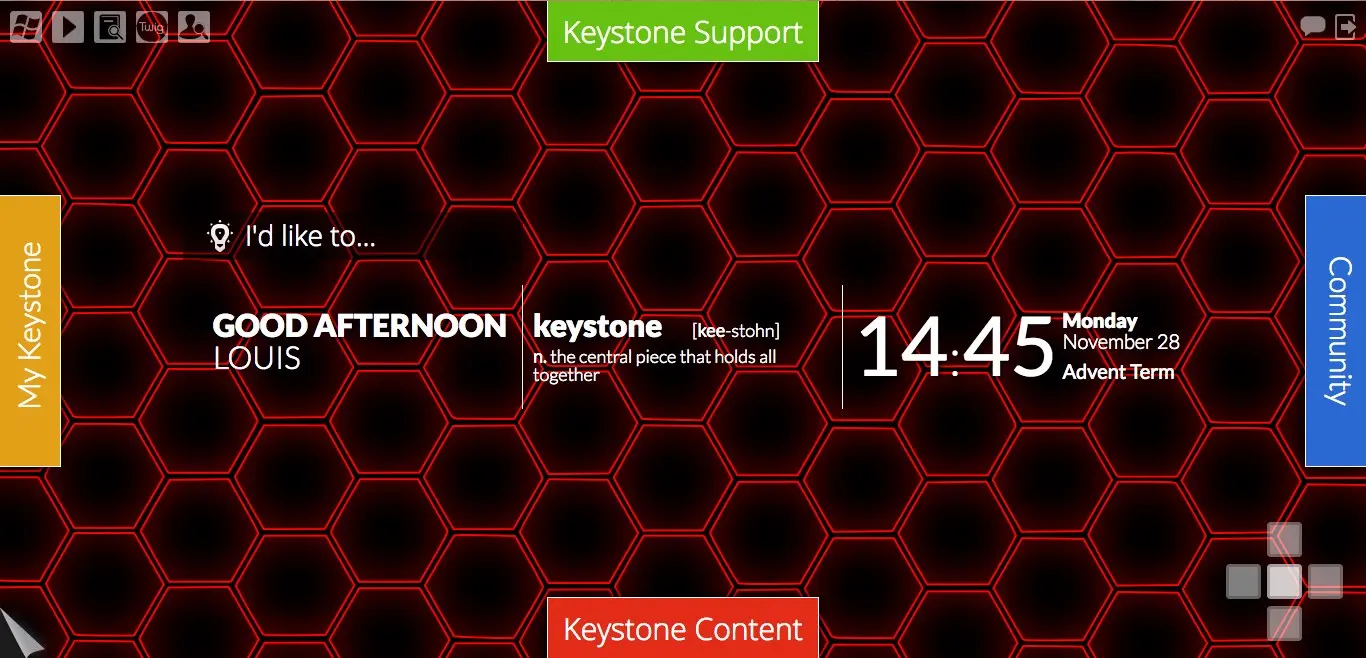 Twig
Keystone Support
My Keystone
I'd like to...
GOOD AFTERNOON
LOUIS
keystone [kee-stohn]
n. the central piece that holds all
together
14:45
Monday
November 28
Advent Term
Community
Keystone Content